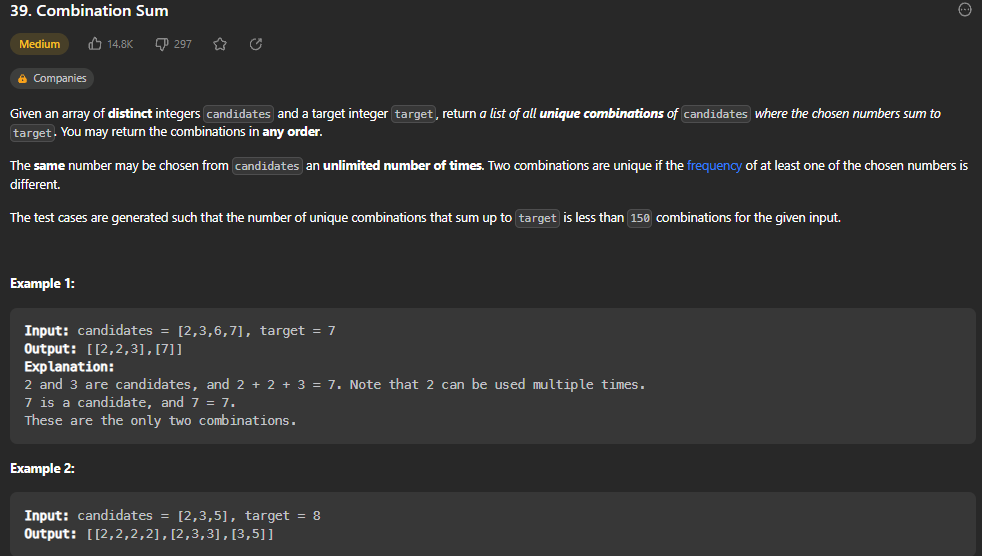 39. Combination Sum
Medium 14.8K 297
Companies
Given an array of distinct integers candidates and a target integer target, return a list of all unique combinations of candidates where the chosen numbers sum to
target. You may return the combinations in any order.
The same number may be chosen from candidates an unlimited number of times. Two combinations are unique if the frequency of at least one of the chosen numbers is
different.
The test cases are generated such that the number of unique combinations that sum up to target is less than 150 combinations for the given input.
Example 1:
Input: candidates = [2,3,6,7], target = 7
Output: [[2,2,3],[7]]
Explanation:
2 and 3 are candidates, and 2 + 2 + 3 = 7. Note that 2 can be used multiple times.
7 is a candidate, and 7 = 7.
These are the only two combinations.
Example 2:
Input: candidates = [2,3,5], target = 8
Output: [[2,2,2,2],[2,3,3],[3,5]]